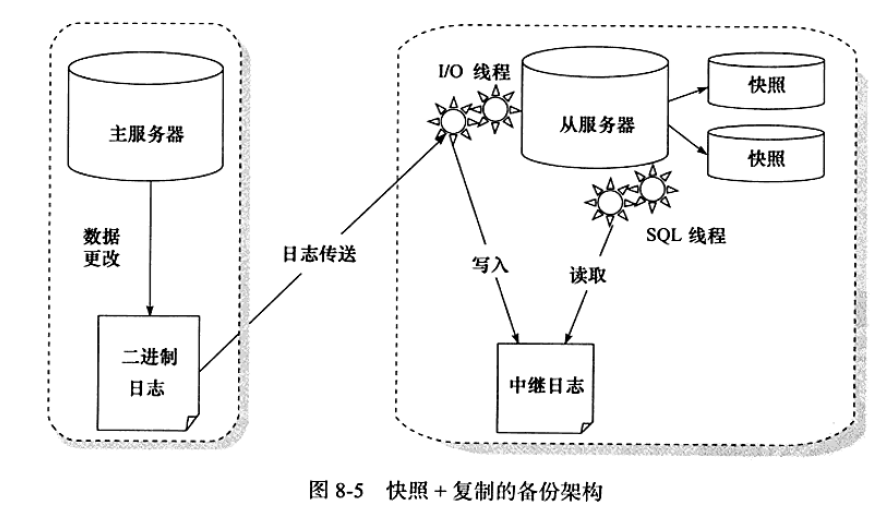 主服务器
数据
更改
二进制
日志
日志传送
I/O 线程
从服务器
快照
快照
SQL 线程
写入
读取
中继日志
图 8-5 快照 + 复制的备份架构